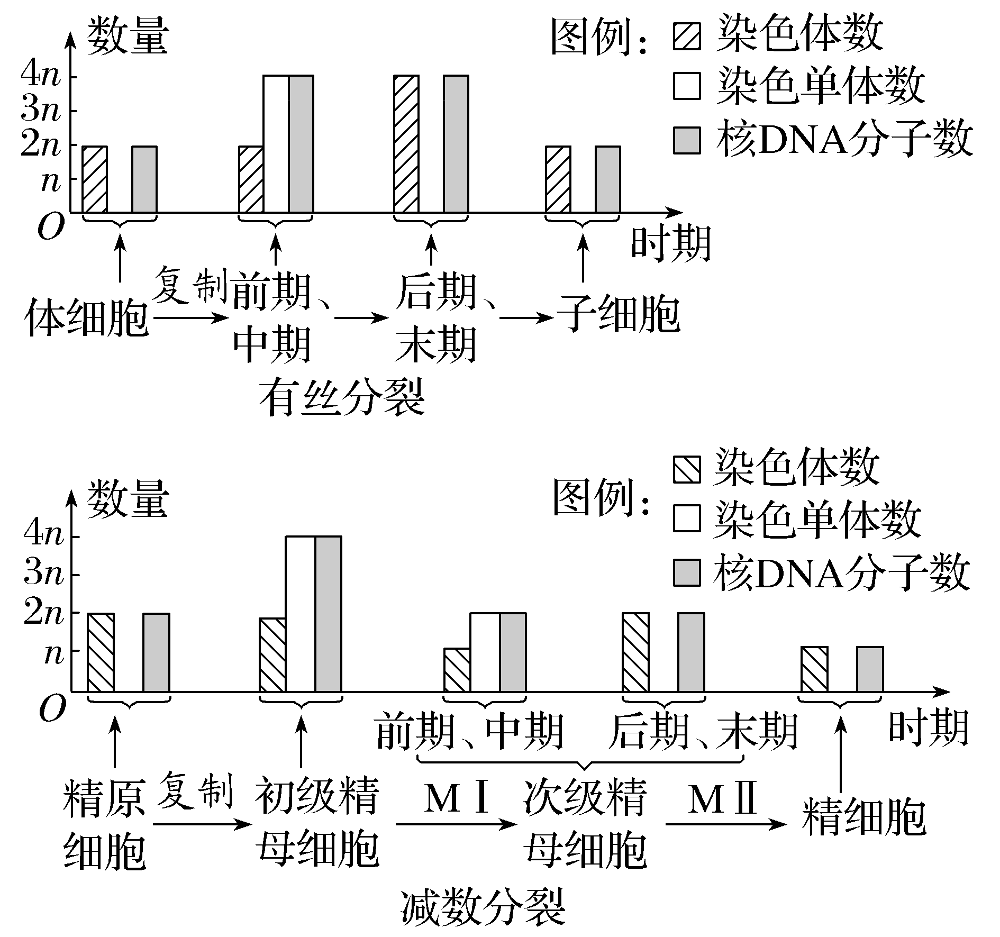 数量
图例：
染色体数
染色单体数
核DNA分子数
4n
3n
2n
n
O
时期
体细胞
复制
前期、
中期
后期、
末期
子细胞
有丝分裂
数量
图例：
染色体数
染色单体数
核DNA分子数
4n
3n
2n
n
O
时期
前期、中期
后期、末期
精原
细胞
复制
初级精
母细胞
MⅠ
次级精
母细胞
MⅡ
精细胞
减数分裂